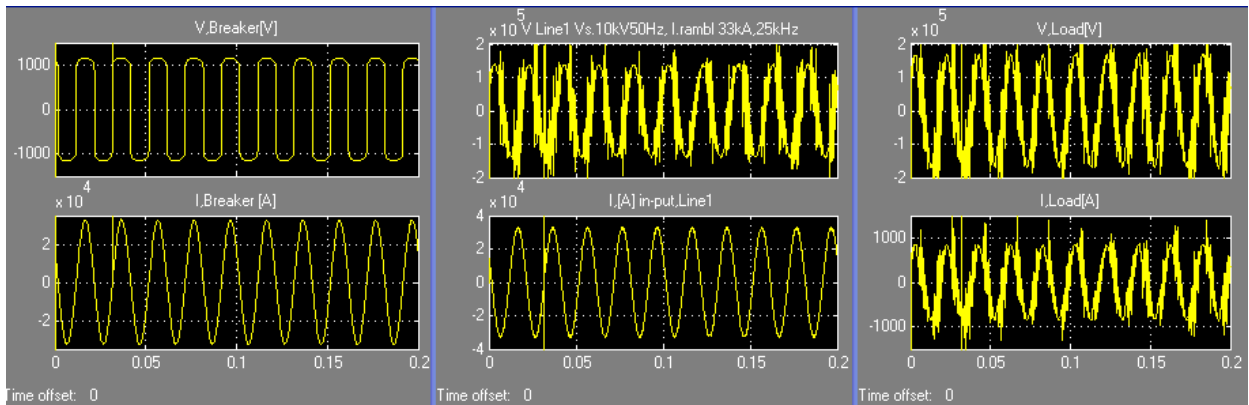 V,Breaker[V]
1000
0
-1000
x 10^4
I,Breaker [A]
2
0
-2
0 0.05 0.1 0.15 0.2
Time offset: 0
x 10^5
V Line1 Vs.10kV50Hz, I.rambl 33kA,25kHz
2
1
0
-1
-2
x 10^4
I,[A] in-put,Line1
4
2
0
-2
-4
0 0.05 0.1 0.15 0.2
Time offset: 0
x 10^5
V,Load[V]
2
1
0
-1
-2
I,Load[A]
1000
0
-1000
0 0.05 0.1 0.15 0.2
Time offset: 0